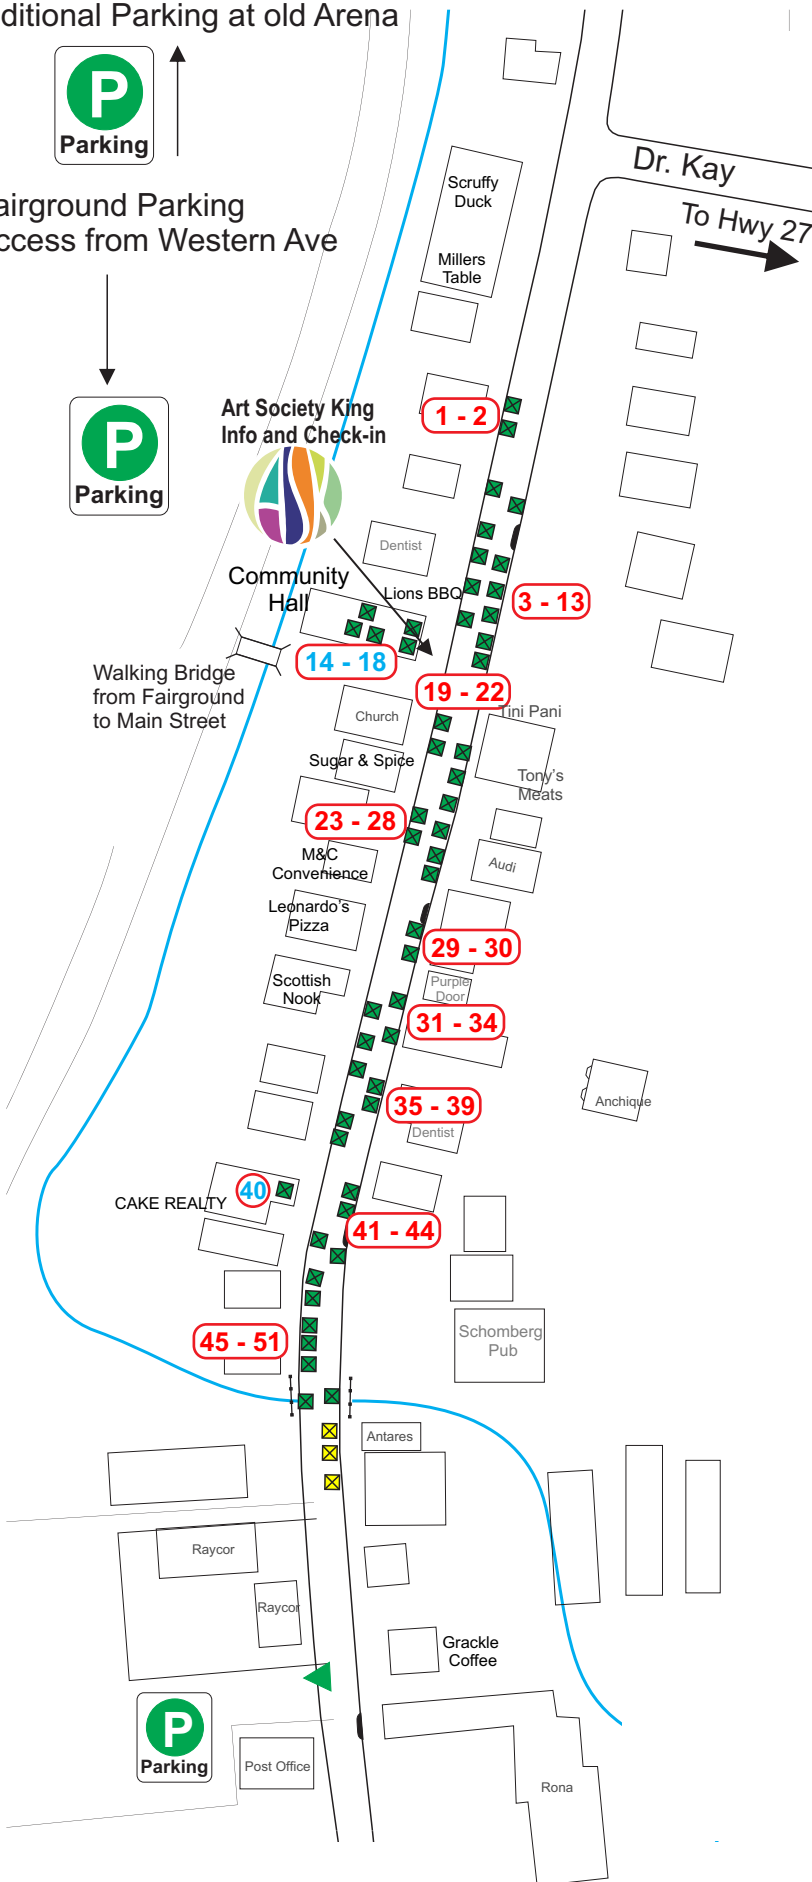 ditional Parking at old Arena
P
Parking
airground Parking
ccess from Western Ave
P
Parking
Dr. Kay
To Hwy 27
Scruffy
Duck
Millers
Table
Art Society King
Info and Check-in
1 - 2
Dentist
Community
Hall
Lions BBQ
3 - 13
14 - 18
Walking Bridge
from Fairground
to Main Street
19 - 22
Church
Tini Pani
Sugar & Spice
Tony's
Meats
23 - 28
M&C
Convenience
Audi
Leonardo's
Pizza
29 - 30
Scottish
Nook
Purple
Door
31 - 34
35 - 39
Anchique
Dentist
40
CAKE REALTY
41 - 44
45 - 51
Schomberg
Pub
Antares
Raycor
Raycor
Grackle
Coffee
P
Parking
Post Office
Rona